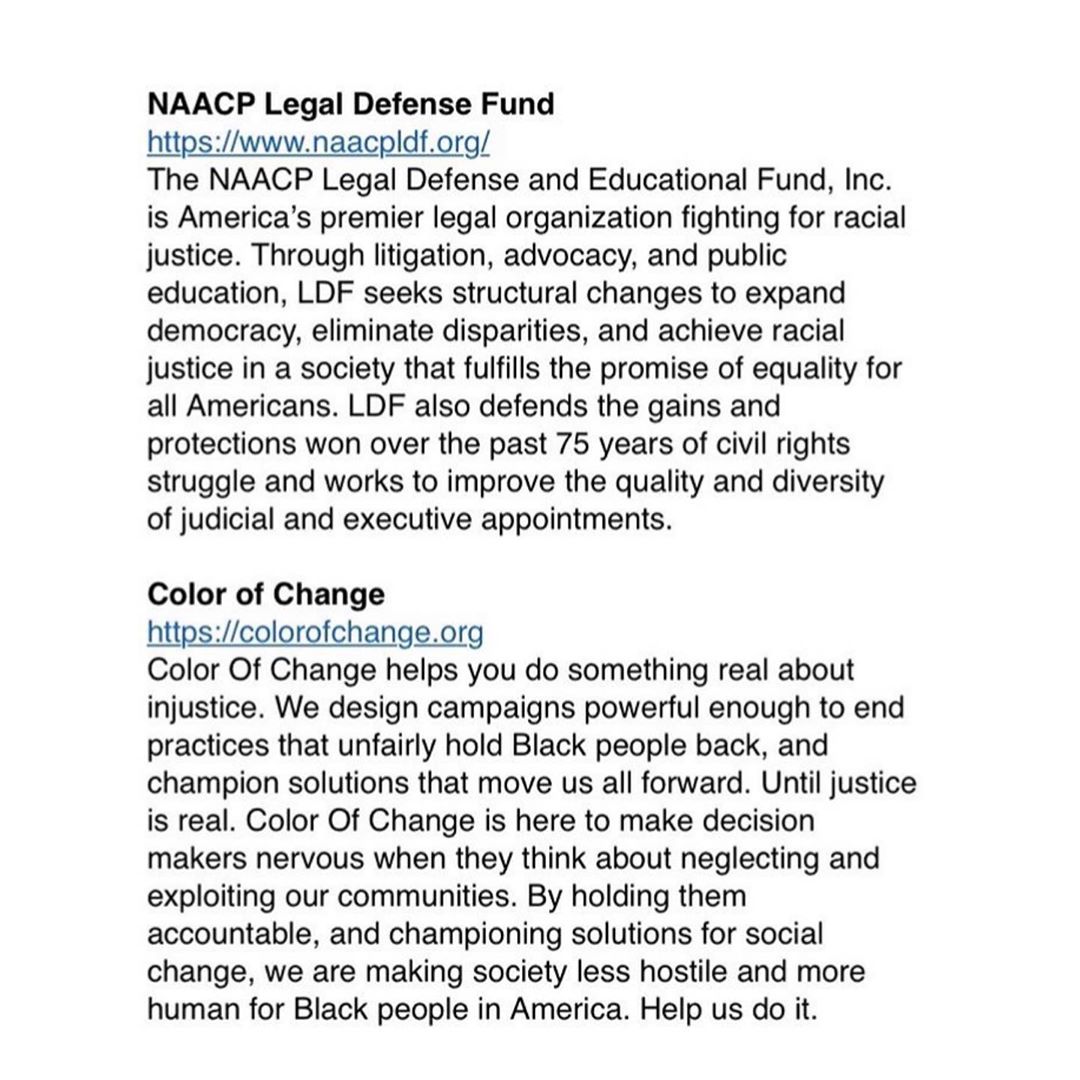 NAACP Legal Defense Fund
https://www.naacpldf.org/
The NAACP Legal Defense and Educational Fund, Inc.
is America’s premier legal organization fighting for racial
justice. Through litigation, advocacy, and public
education, LDF seeks structural changes to expand
democracy, eliminate disparities, and achieve racial
justice in a society that fulfills the promise of equality for
all Americans. LDF also defends the gains and
protections won over the past 75 years of civil rights
struggle and works to improve the quality and diversity
of judicial and executive appointments.
Color of Change
https://colorofchange.org
Color Of Change helps you do something real about
injustice. We design campaigns powerful enough to end
practices that unfairly hold Black people back, and
champion solutions that move us all forward. Until justice
is real. Color Of Change is here to make decision
makers nervous when they think about neglecting and
exploiting our communities. By holding them
accountable, and championing solutions for social
change, we are making society less hostile and more
human for Black people in America. Help us do it.